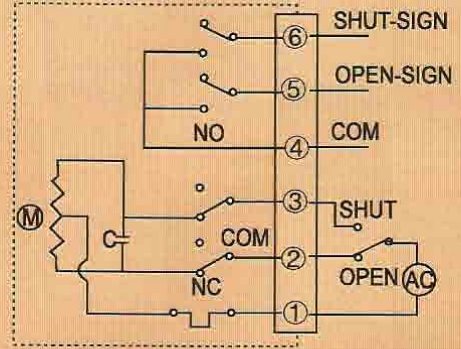 ⑥ SHUT-SIGN
⑤ OPEN-SIGN
NO ④ COM
③ SHUT
M C COM ② OPEN AC
NC
①